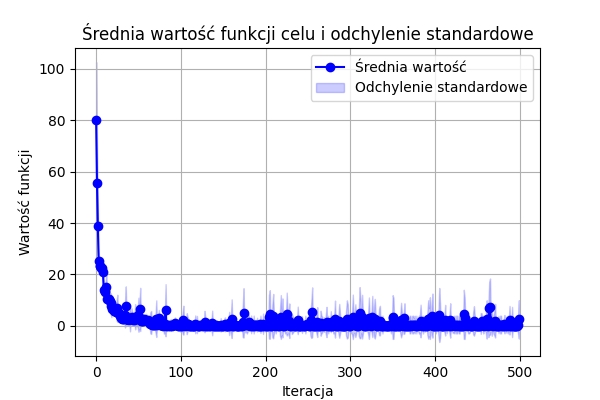 Średnia wartość funkcji celu i odchylenie standardowe
Średnia wartość
Odchylenie standardowe
Wartość funkcji
100
80
60
40
20
0
0 100 200 300 400 500
Iteracja